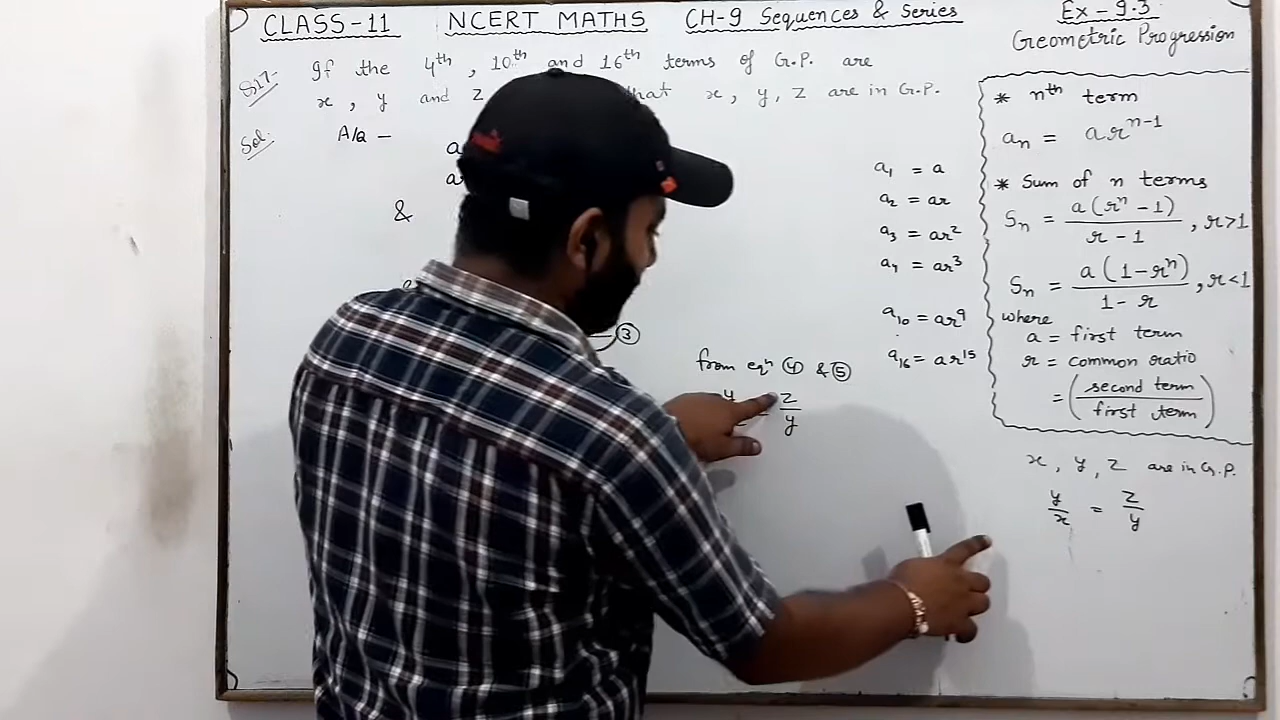 CLASS-11 NCERT MATHS CH-9 Sequences & Series
Ex-9.3
Geometric Progression
Q17- If the 4th, 10th and 16th terms of G.P. are
x, y and z that x, y, z are in G.P.
Sol: A/Q -
&
③
from eqn ④ & ⑤
y = z/y
a₁ = a
a₂ = ar
a₃ = ar²
a₄ = ar³
a₁₀ = ar⁹
a₁₆ = ar¹⁵
* nth term
aₙ = arⁿ⁻¹
* Sum of n terms
Sₙ = a(rⁿ - 1)/r - 1, r>1
Sₙ = a(1-rⁿ)/1-r, r<1
where
a = first term
r = common ratio
= (second term/first term)
x, y, z are in G.P.
y/x = z/y